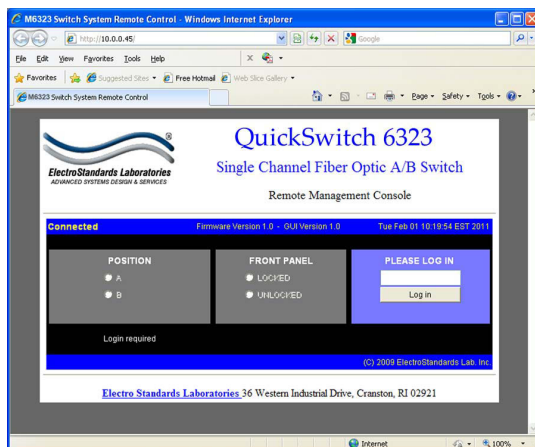 M6323 Switch System Remote Control - Windows Internet Explorer
http://10.0.0.45/
Google
File Edit View Favorites Tools Help
Favorites Suggested Sites Free Hotmail Web Slice Gallery
M6323 Switch System Remote Control
Page Safety Tools
®
ElectroStandards Laboratories
ADVANCED SYSTEMS DESIGN & SERVICES
QuickSwitch 6323
Single Channel Fiber
Optic A/B Switch
Remote Management Console
Connected Firmware Version 1.0 - GUI Version 1.0 Tue Feb 01 10:19:54 EST 2011
POSITION
A
B
FRONT PANEL
LOCKED
UNLOCKED
PLEASE LOG IN
Log in
Login required
(C) 2009 ElectroStandards Lab. Inc.
Electro Standards Laboratories 36 Western Industrial Drive, Cranston, RI 02921
Internet 100%